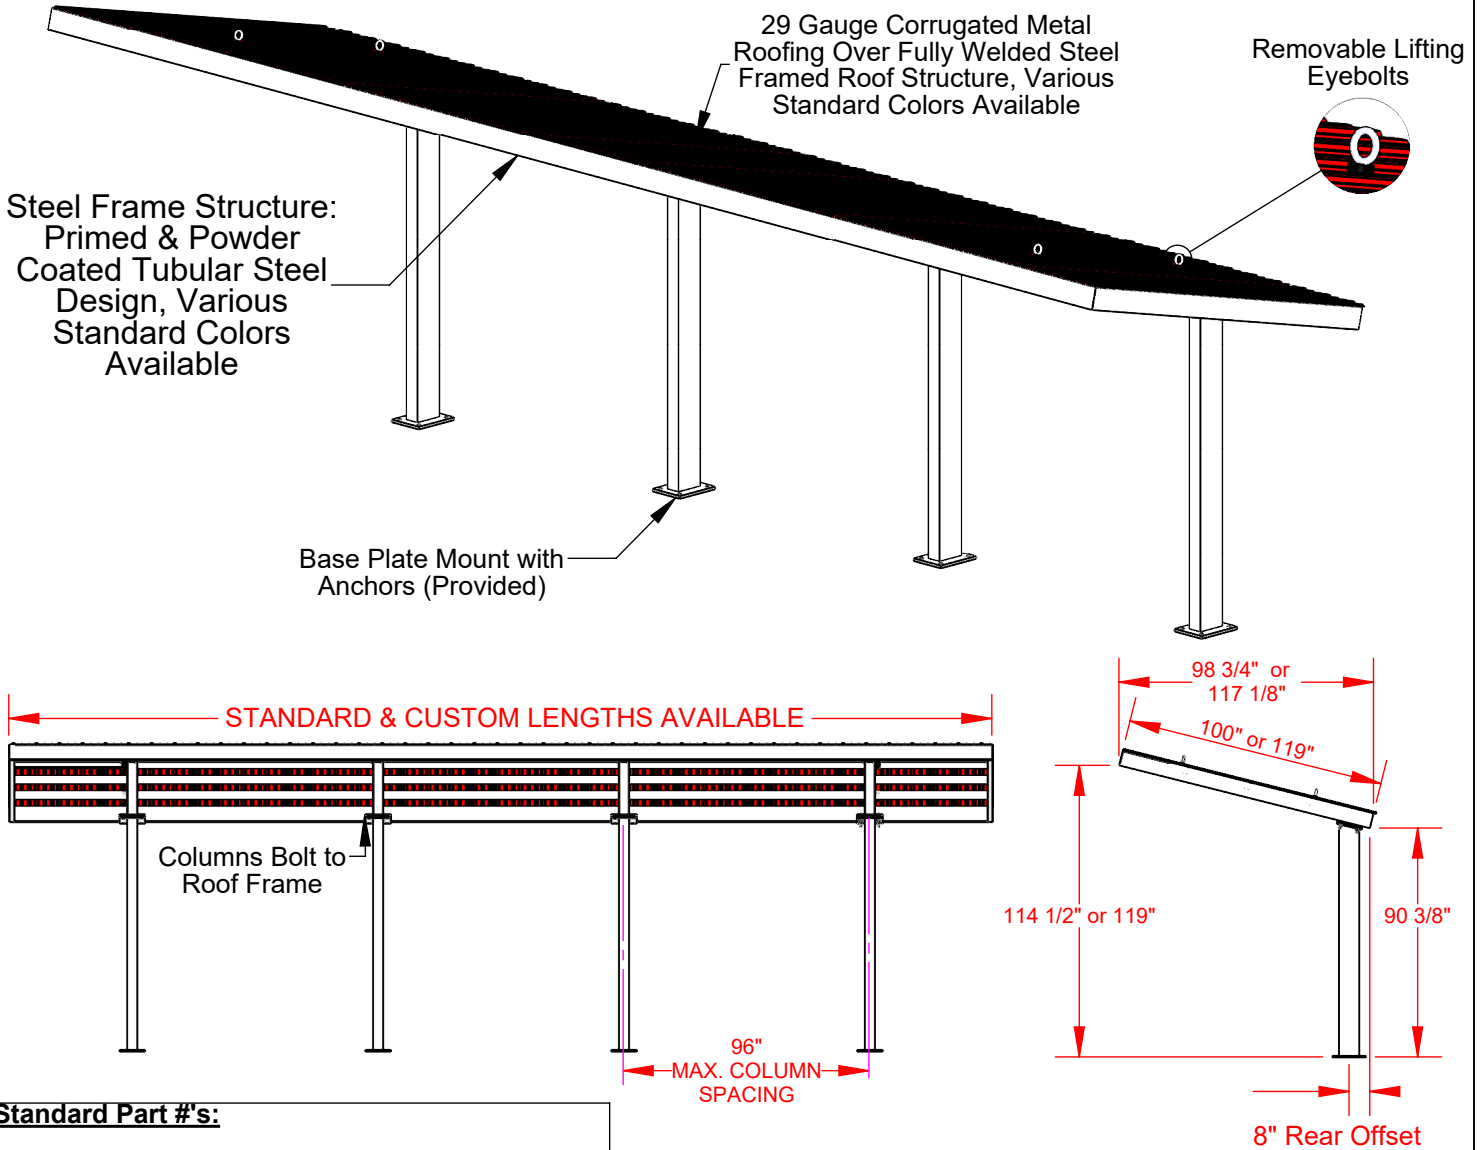 29 Gauge Corrugated Metal
Roofing Over Fully Welded Steel
Framed Roof Structure, Various
Standard Colors Available
Removable Lifting
Eyebolts
Steel Frame Structure:
Primed & Powder
Coated Tubular Steel
Design, Various
Standard Colors
Available
Base Plate Mount with
Anchors (Provided)
STANDARD & CUSTOM LENGTHS AVAILABLE
Columns Bolt to
Roof Frame
96"
MAX. COLUMN
SPACING
98 3/4" or
117 1/8"
100" or 119"
114 1/2" or 119"
90 3/8"
8" Rear Offset
Standard Part #'s: